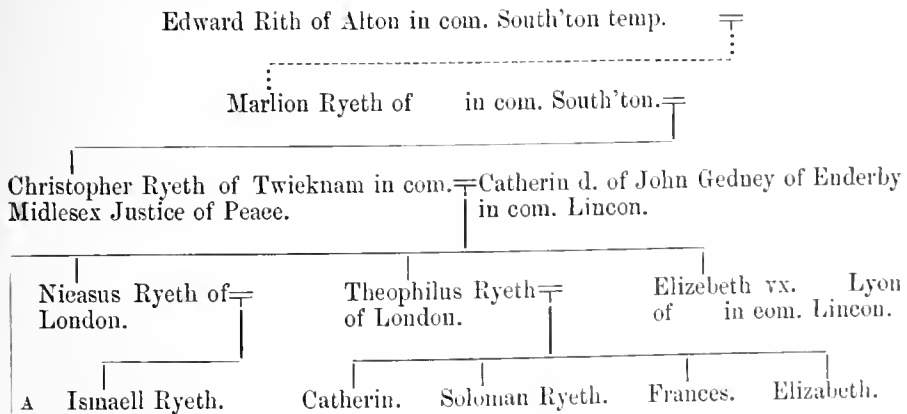 Edward Rith of Alton in com. South'ton temp.
Marlion Ryeth of in com. South'ton.
Christopher Ryeth of Twieknam in com.
Midlesex Justice of Peace.
Catherin d. of John Gedney of Enderby
in com. Lincon.
Nicasus Ryeth of
London.
Theophilus Ryeth
of London.
Elizebeth vx. Lyon
of in com. Lincon.
A Ismaell Ryeth.
Catherin. Soloman Ryeth. Frances. Elizabeth.